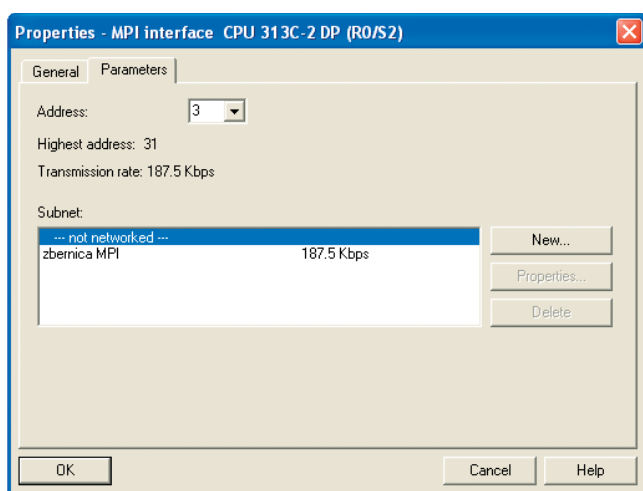 Properties - MPI interface CPU 313C-2 DP (R0/S2)
General Parameters
Address: 3
Highest address: 31
Transmission rate: 187.5 Kbps
Subnet:
--- not networked ---
zbernica MPI 187.5 Kbps
New...
Properties...
Delete
OK Cancel Help